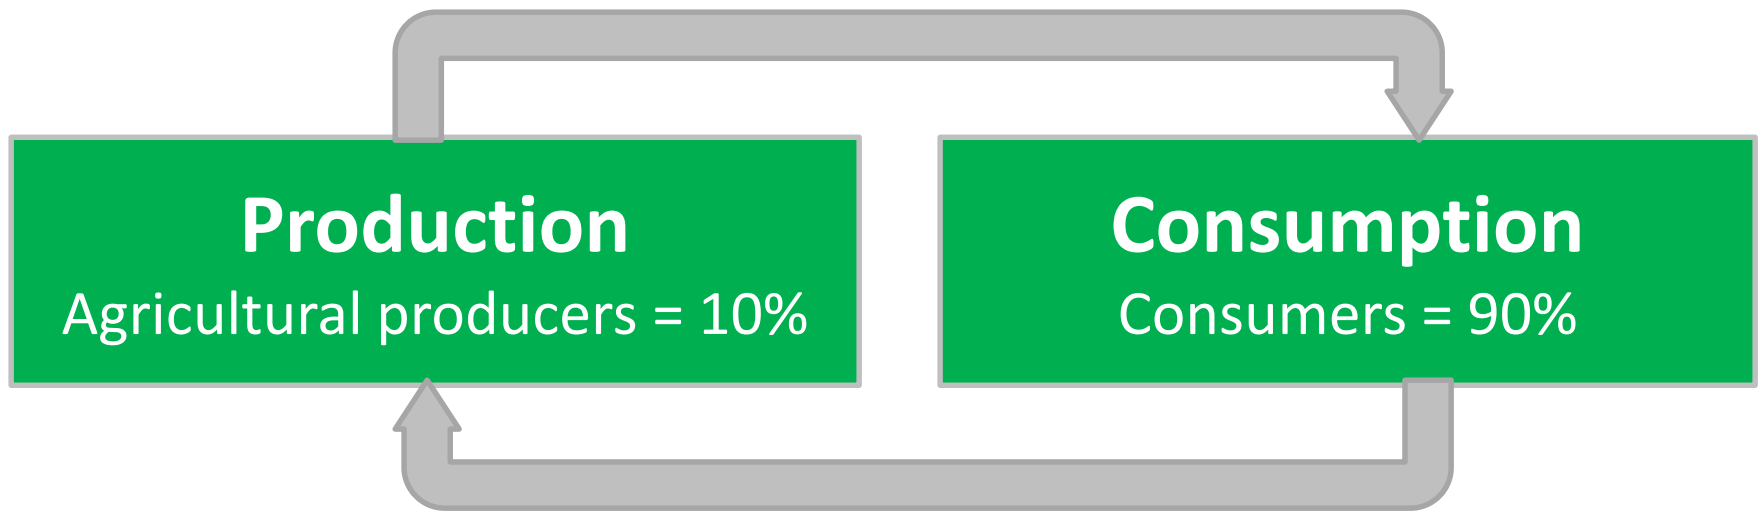 Production
Agricultural producers = 10%
Consumption
Consumers = 90%